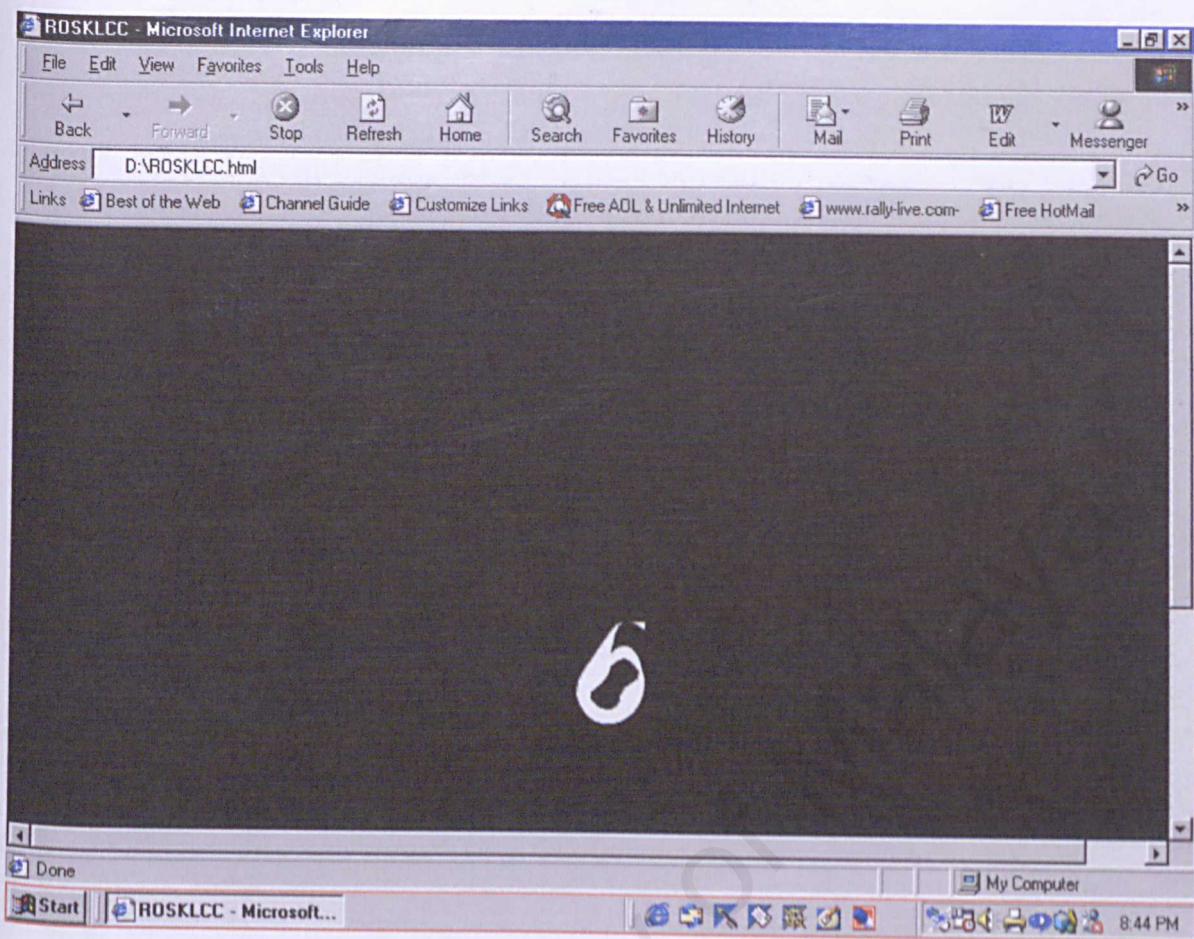 ROSKLCC - Microsoft Internet Explorer
File Edit View Favorites Tools Help
Back Forward Stop Refresh Home Search Favorites History Mail Print Edit Messenger »
Address D:\ROSKLCC.html Go
Links Best of the Web Channel Guide Customize Links Free AOL & Unlimited Internet www.rally-live.com- Free HotMail »
6
Done My Computer
Start ROSKLCC - Microsoft... 8:44 PM